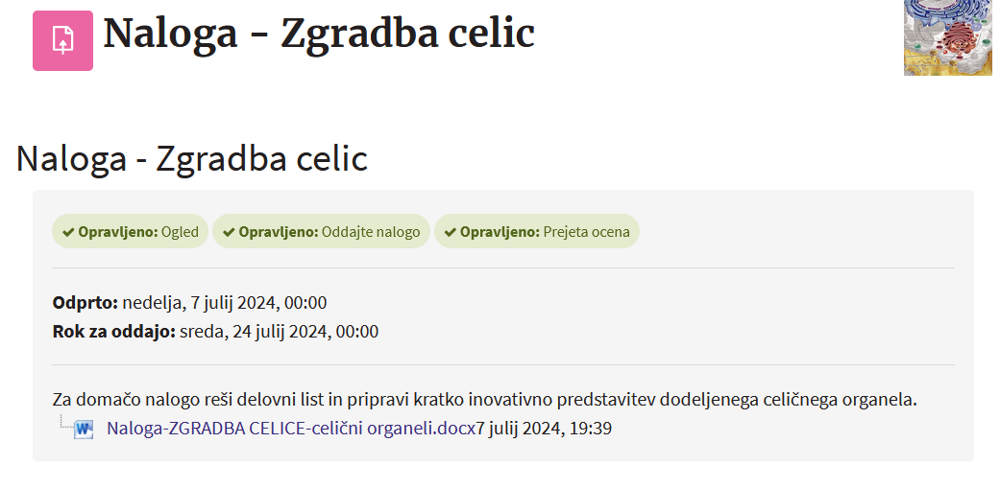 Naloga - Zgradba celic
Naloga - Zgradba celic
Opravljeno: Ogled Opravljeno: Oddajte nalogo Opravljeno: Prejeta ocena
Odprto: nedelja, 7 julij 2024, 00:00
Rok za oddajo: sreda, 24 julij 2024, 00:00
Za domačo nalogo reši delovni list in pripravi kratko inovativno predstavitev dodeljenega celičnega organela.
Naloga-ZGRADBA CELICE-celični organeli.docx7 julij 2024, 19:39